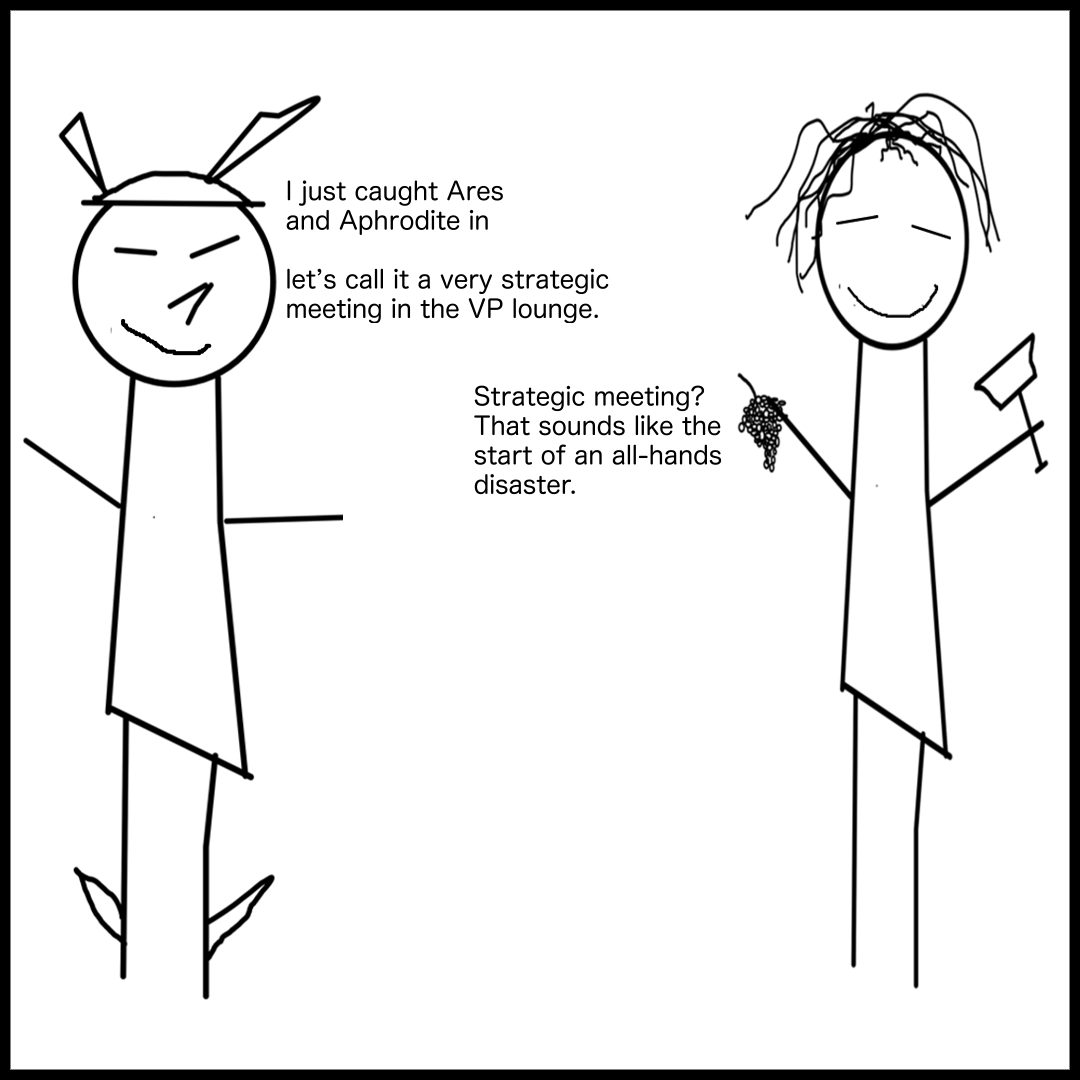 I just caught Ares
and Aphrodite in
let’s call it a very strategic
meeting in the VP lounge.
Strategic meeting?
That sounds like the
start of an all-hands
disaster.